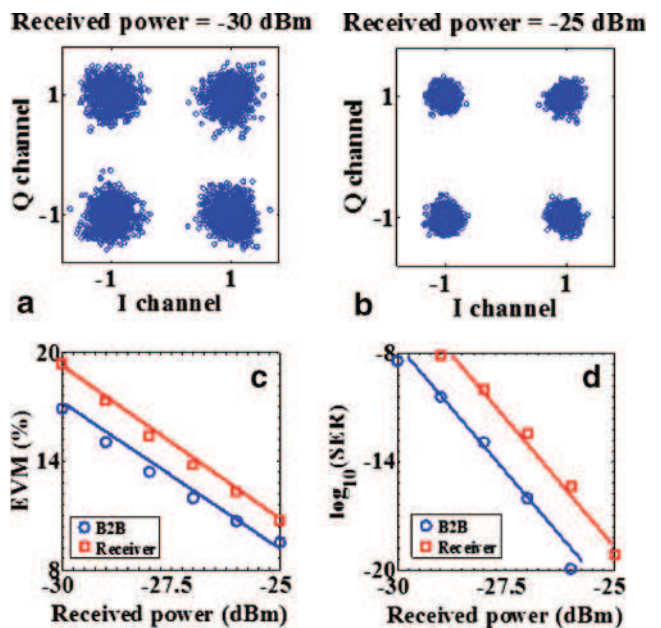 Received power = -30 dBm
Received power = -25 dBm
Q channel
1
-1
-1
1
I channel
a
Q channel
1
-1
-1
1
I channel
b
c
EVM (%)
20
14
8
B2B
Receiver
-30
-27.5
-25
Received power (dBm)
d
log10(SER)
-8
-14
-20
B2B
Receiver
-30
-27.5
-25
Received power (dBm)